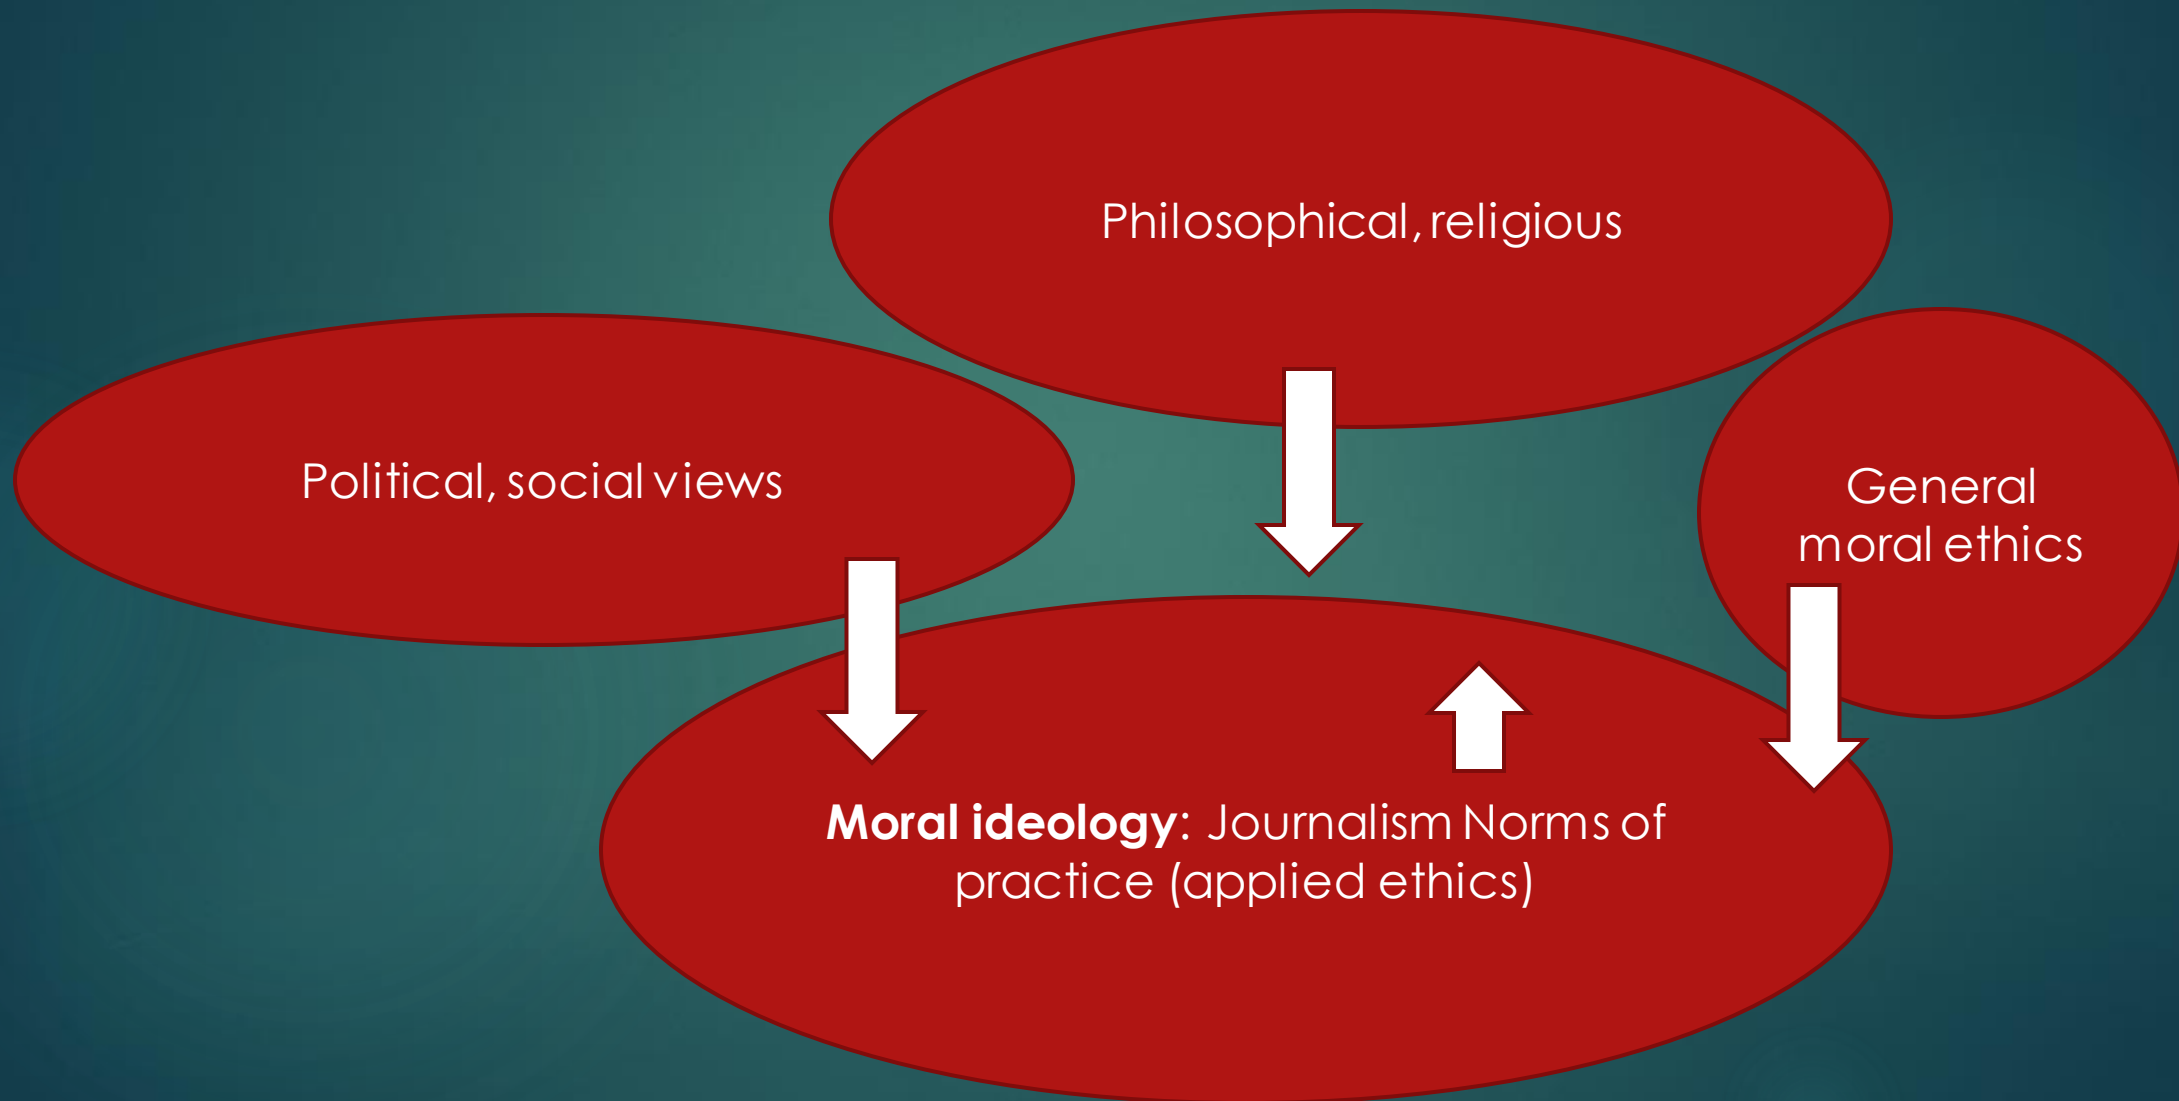 Philosophical, religious
Political, social views
General
moral ethics
Moral ideology: Journalism Norms of
practice (applied ethics)